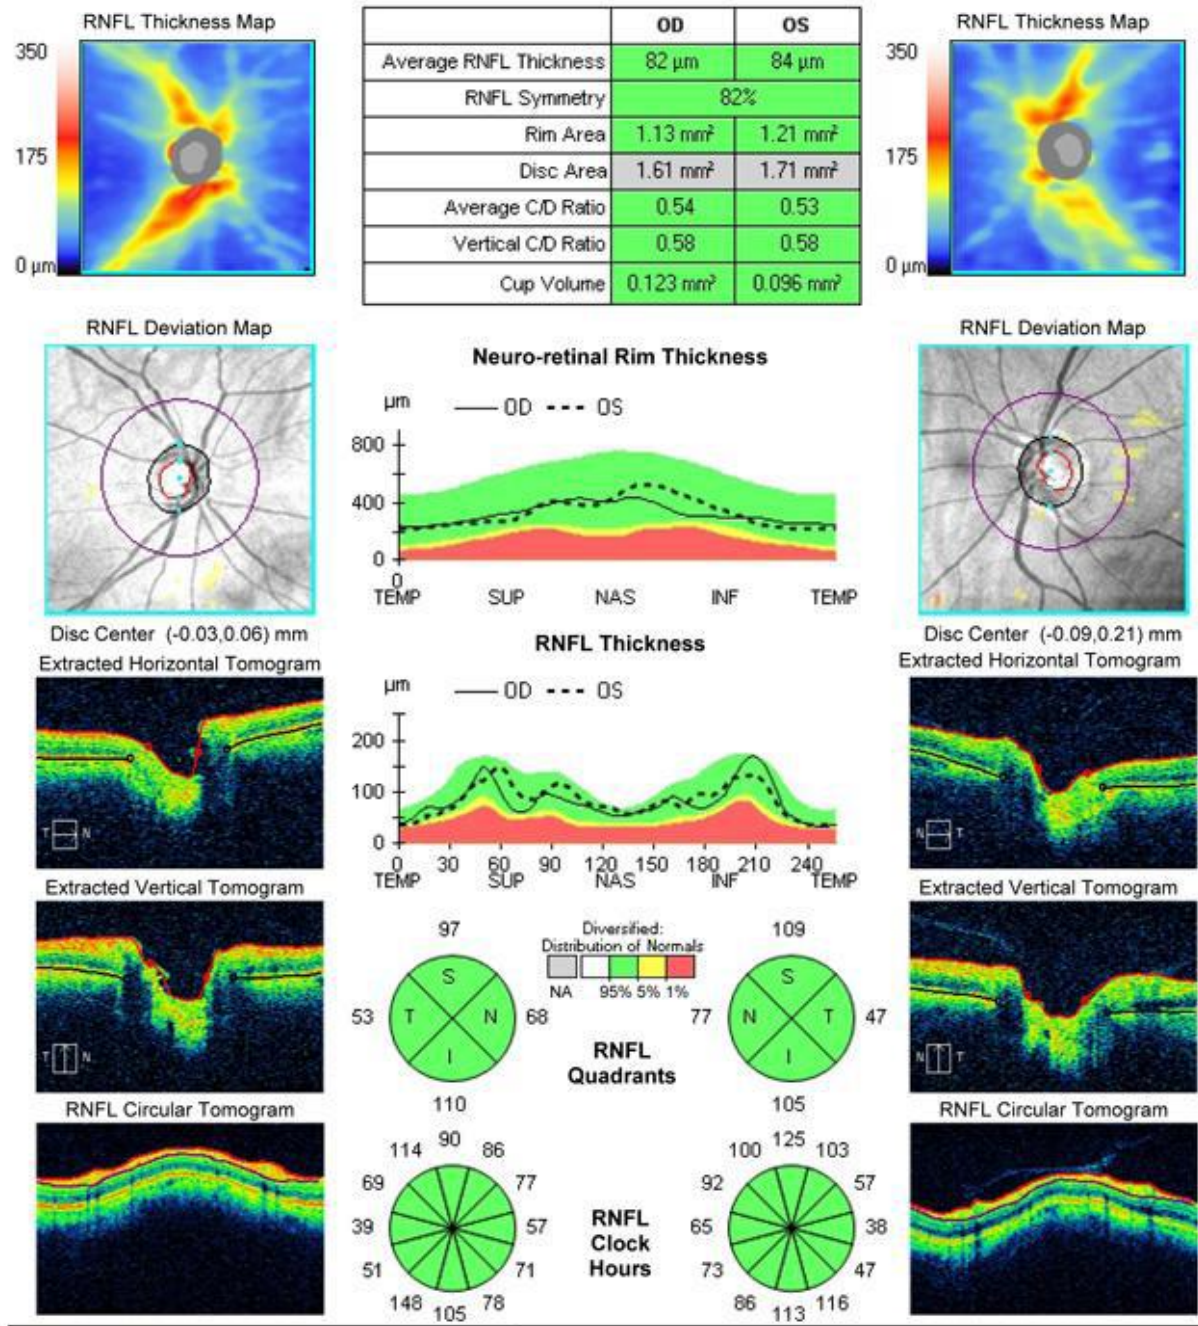 RNFL Thickness Map
350
175
0 µm
OD OS
Average RNFL Thickness 82 µm 84 µm
RNFL Symmetry 82%
Rim Area 1.13 mm² 1.21 mm²
Disc Area 1.61 mm² 1.71 mm²
Average C/D Ratio 0.54 0.53
Vertical C/D Ratio 0.58 0.58
Cup Volume 0.123 mm³ 0.096 mm³
RNFL Thickness Map
350
175
0 µm
RNFL Deviation Map
Disc Center (-0.03,0.06) mm
Neuro-retinal Rim Thickness
µm OD OS
800
400
0
0
TEMP SUP NAS INF TEMP
RNFL Deviation Map
Disc Center (-0.09,0.21) mm
Extracted Horizontal Tomogram
T N
RNFL Thickness
µm OD OS
200
100
0
0 30 60 90 120 150 180 210 240
TEMP SUP NAS INF TEMP
Extracted Horizontal Tomogram
N T
Extracted Vertical Tomogram
T N
97
S
53 T N 68
I
110
Diversified:
Distribution of Normals
NA 95% 5% 1%
RNFL
Quadrants
109
S
77 N T 47
I
105
Extracted Vertical Tomogram
N T
RNFL Circular Tomogram
114 90 86
69 77
39 57
51 71
148 105 78
RNFL
Clock
Hours
100 125 103
92 57
65 38
73 47
86 113 116
RNFL Circular Tomogram